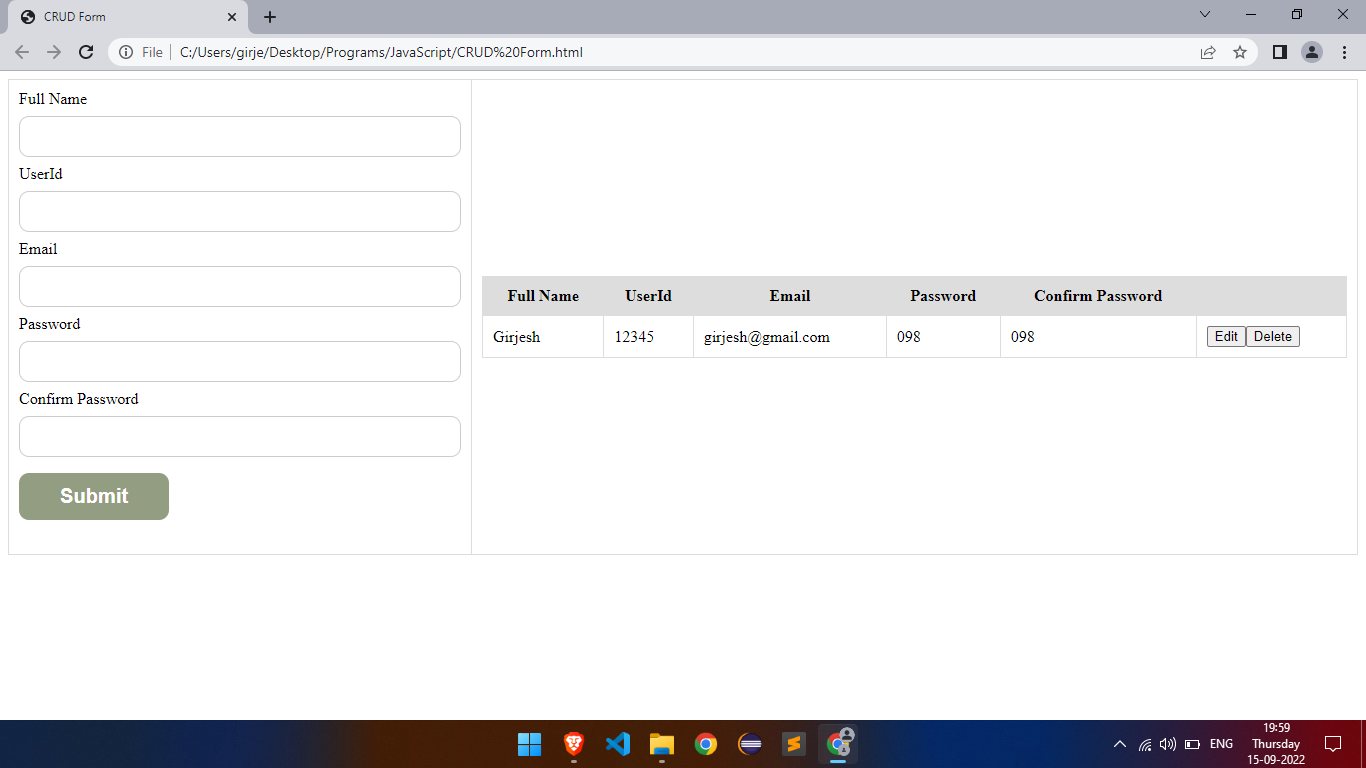 CRUD Form
File
C:/Users/girje/Desktop/Programs/JavaScript/CRUD%20Form.html
Full Name
UserId
Email
Password
Confirm Password
Submit
Full Name UserId Email Password Confirm Password
Girjesh 12345 girjesh@gmail.com 098 098 Edit Delete
ENG
19:59
Thursday
15-09-2022